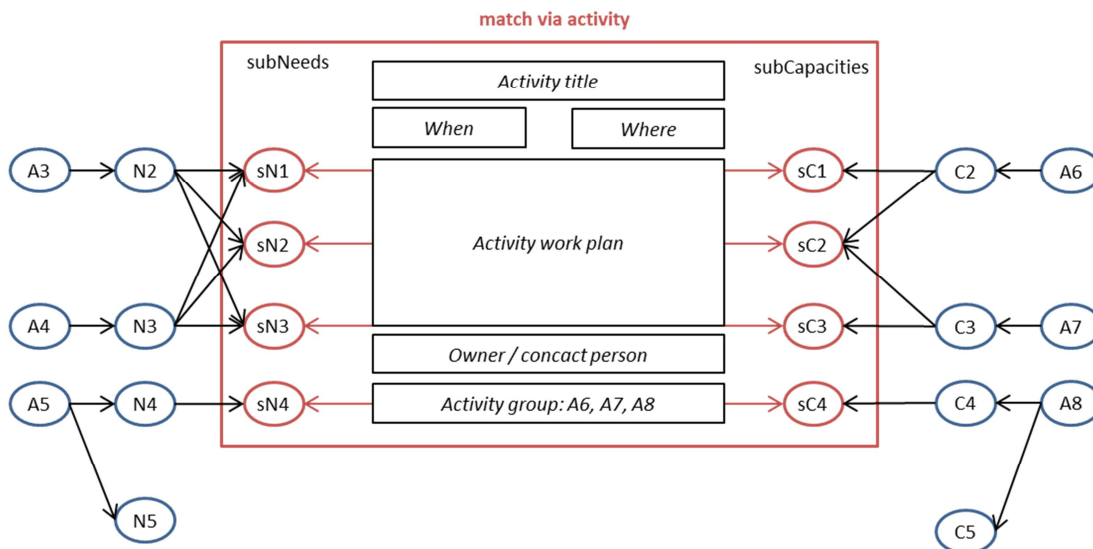 match via activity
subNeeds
Activity title
subCapacities
When
Where
A3
N2
sN1
sC1
C2
A6
sN2
Activity work plan
sC2
A4
N3
sN3
sC3
C3
A7
Owner / concact person
A5
N4
sN4
Activity group: A6, A7, A8
sC4
C4
A8
N5
C5